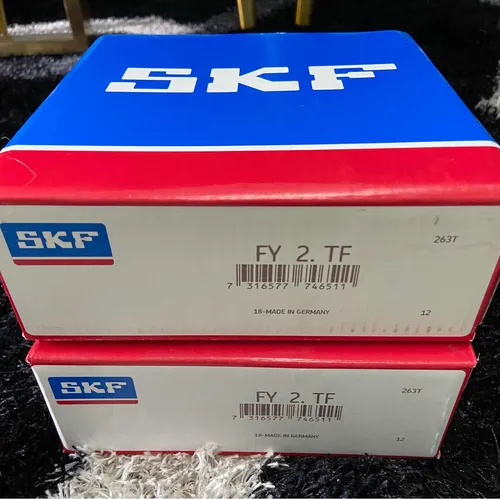 SKF
SKF
263T
FY 2. TF
7 316577 746511
18-MADE IN GERMANY
12
SKF
263T
FY 2. TF
7 316577 746511
18-MADE IN GERMANY
12